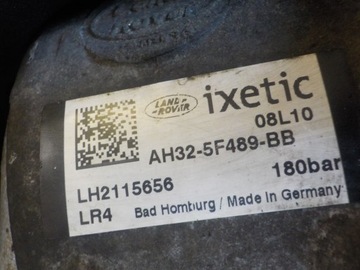 LAND-
ROVER
ixetic
08L10
AH32-5F489-BB
LH2115656
180bar
LR4 Bad Homburg / Made in Germany